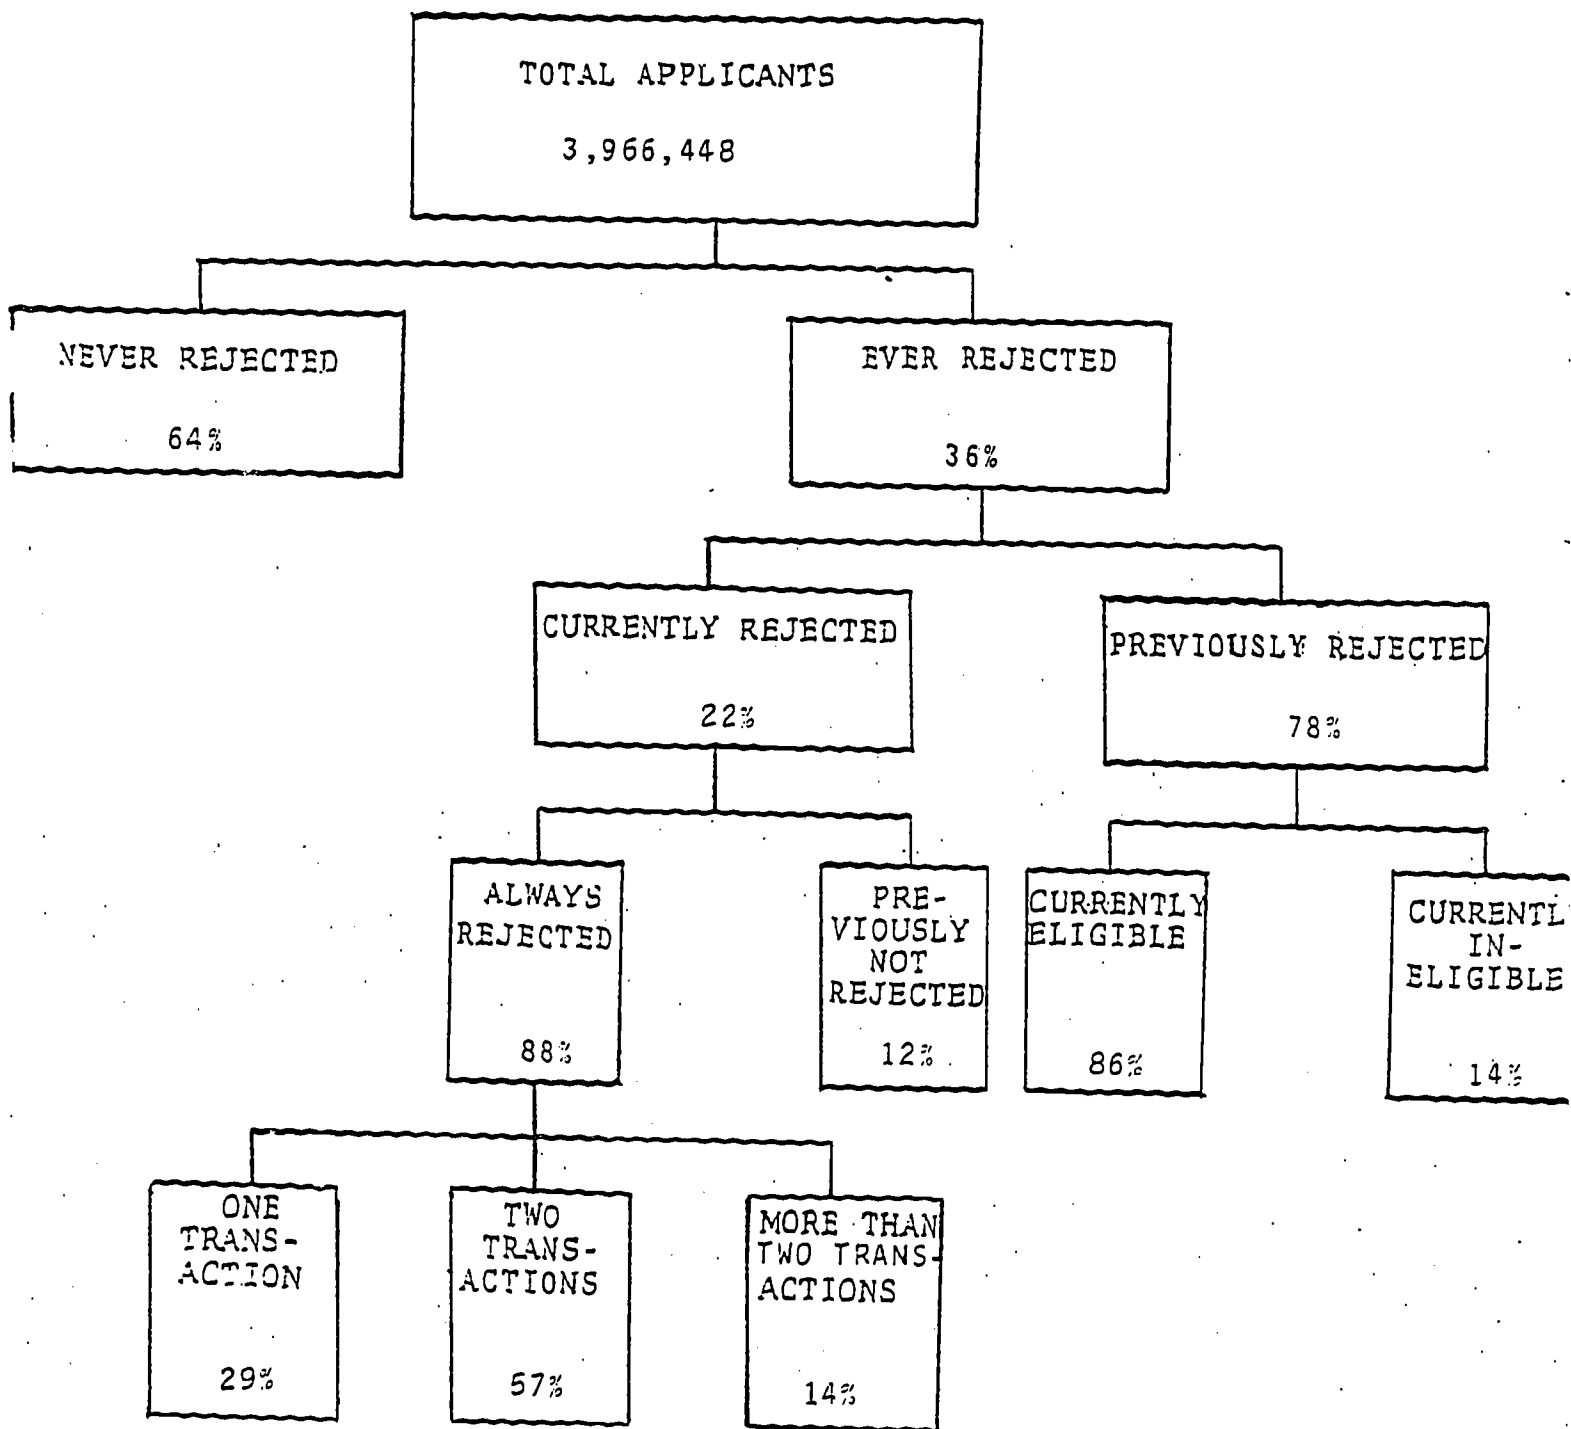 TOTAL APPLICANTS
3,966,448
NEVER REJECTED
64%
EVER REJECTED
36%
CURRENTLY REJECTED
22%
PREVIOUSLY REJECTED
78%
ALWAYS
REJECTED
88%
PRE-
VIOUSLY
NOT
REJECTED
12%
CURRENTLY
ELIGIBLE
86%
CURRENTL
IN-
ELIGIBLE
14%
ONE
TRANS-
ACTION
29%
TWO
TRANS-
ACTIONS
57%
MORE THAN
TWO TRANS-
ACTIONS
14%